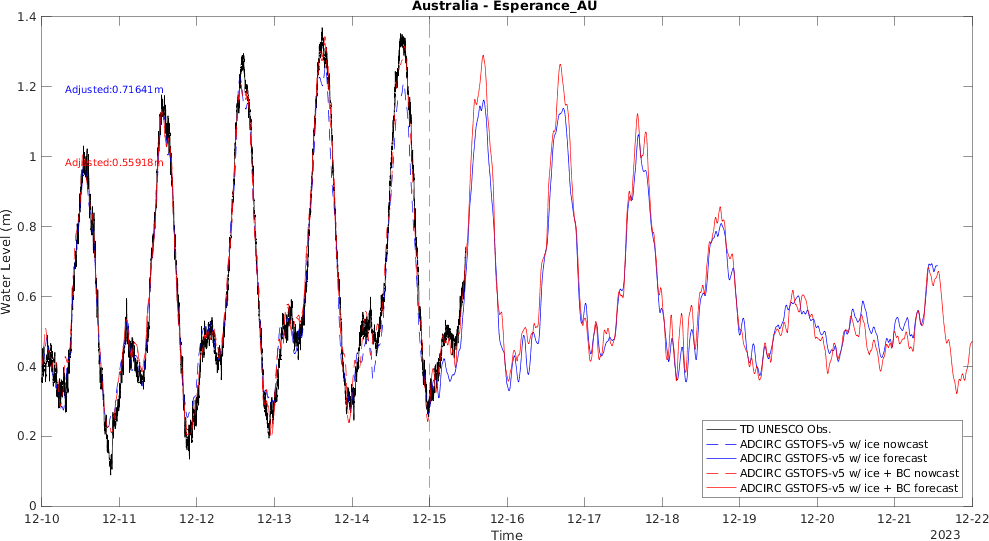 Australia - Esperance_AU
1.4
1.2
1
0.8
0.6
0.4
0.2
0
Water Level (m)
Adjusted:0.71641m
Adjusted:0.55918m
TD UNESCO Obs.
ADCIRC GSTOFS-v5 w/ ice nowcast
ADCIRC GSTOFS-v5 w/ ice forecast
ADCIRC GSTOFS-v5 w/ ice + BC nowcast
ADCIRC GSTOFS-v5 w/ ice + BC forecast
12-10 12-11 12-12 12-13 12-14 12-15 12-16 12-17 12-18 12-19 12-20 12-21 12-22
Time
2023